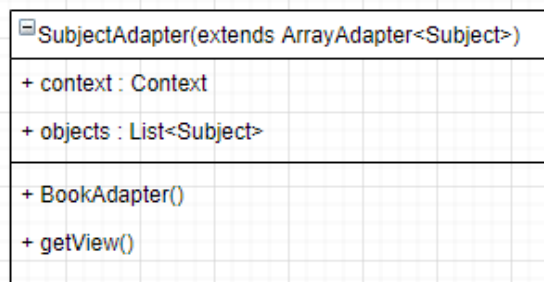 SubjectAdapter(extends ArrayAdapter<Subject>)
+ context : Context
+ objects : List<Subject>
+ BookAdapter()
+ getView()